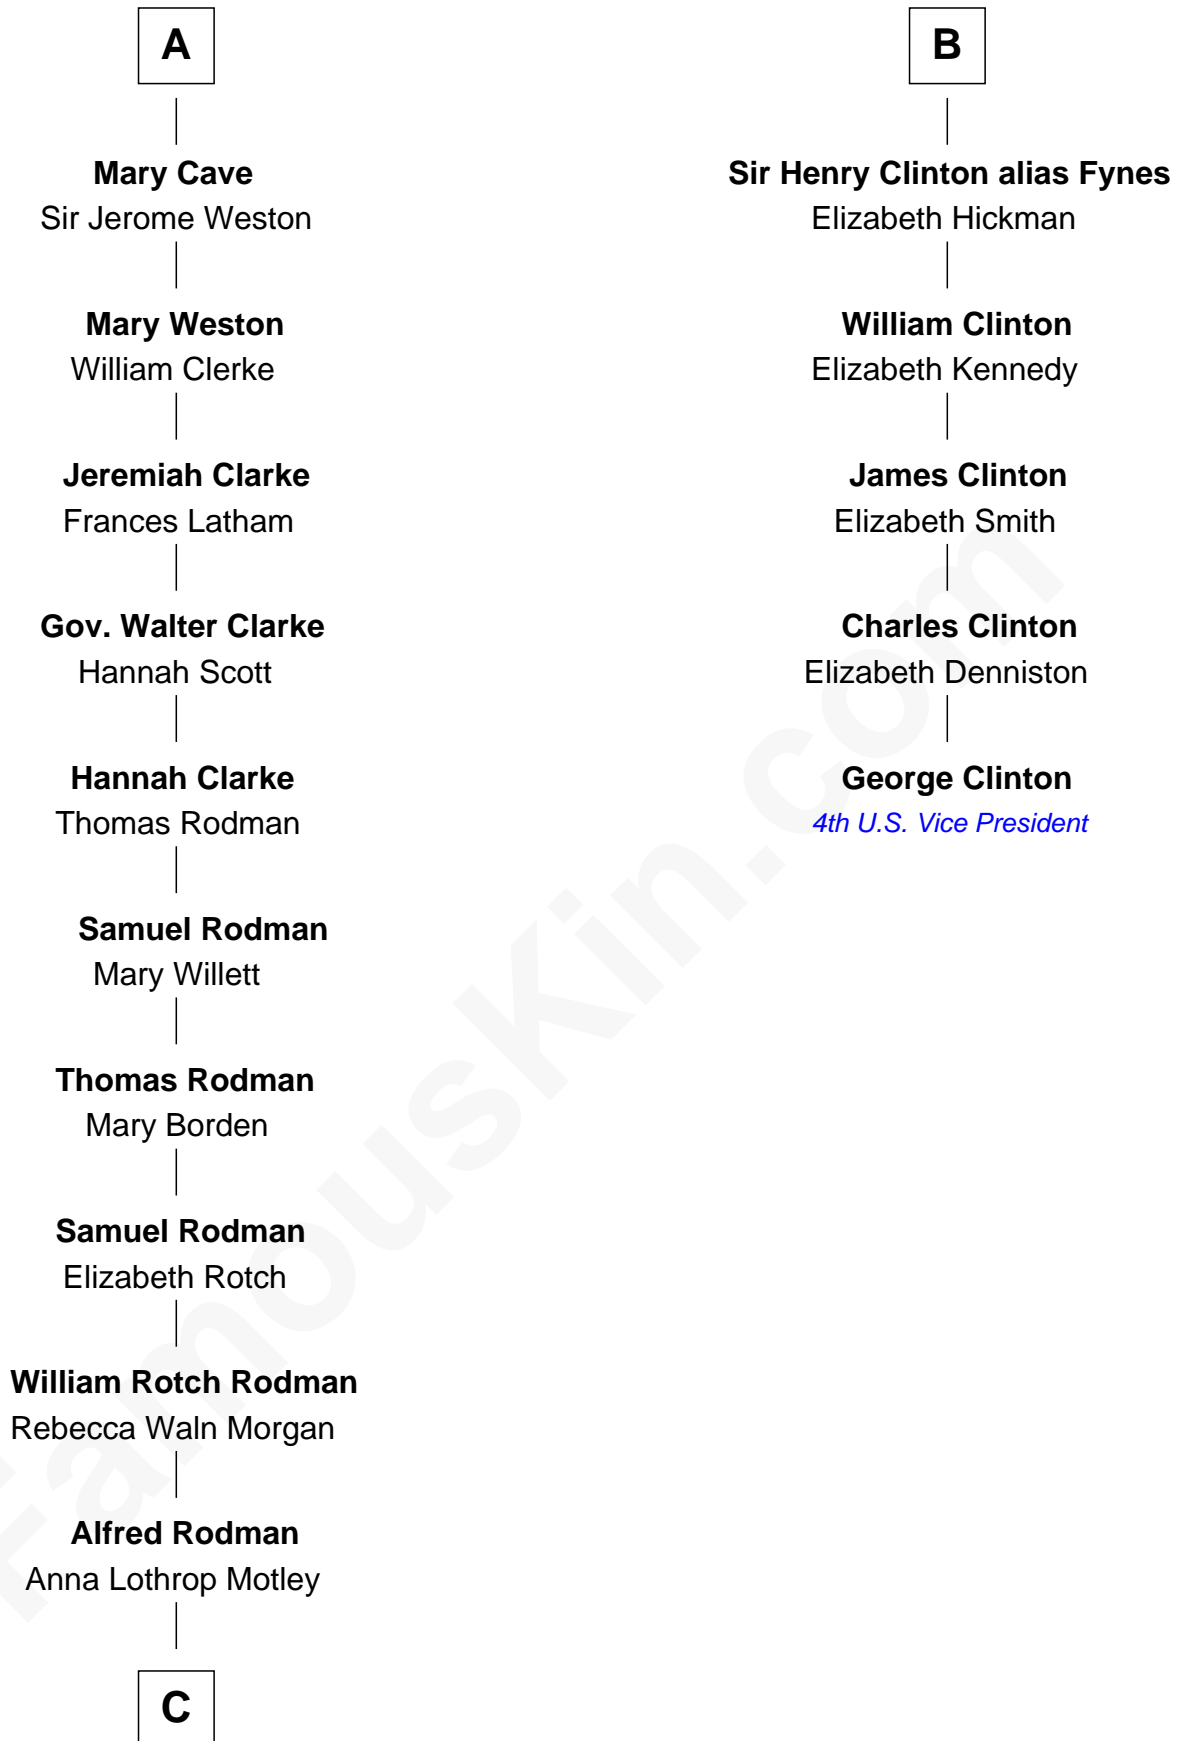 A
Mary Cave
Sir Jerome Weston
Mary Weston
William Clerke
Jeremiah Clarke
Frances Latham
Gov. Walter Clarke
Hannah Scott
Hannah Clarke
Thomas Rodman
Samuel Rodman
Mary Willett
Thomas Rodman
Mary Borden
Samuel Rodman
Elizabeth Rotch
William Rotch Rodman
Rebecca Waln Morgan
Alfred Rodman
Anna Lothrop Motley
C
B
Sir Henry Clinton alias Fynes
Elizabeth Hickman
William Clinton
Elizabeth Kennedy
James Clinton
Elizabeth Smith
Charles Clinton
Elizabeth Denniston
George Clinton
4th U.S. Vice President
FamousKin.com